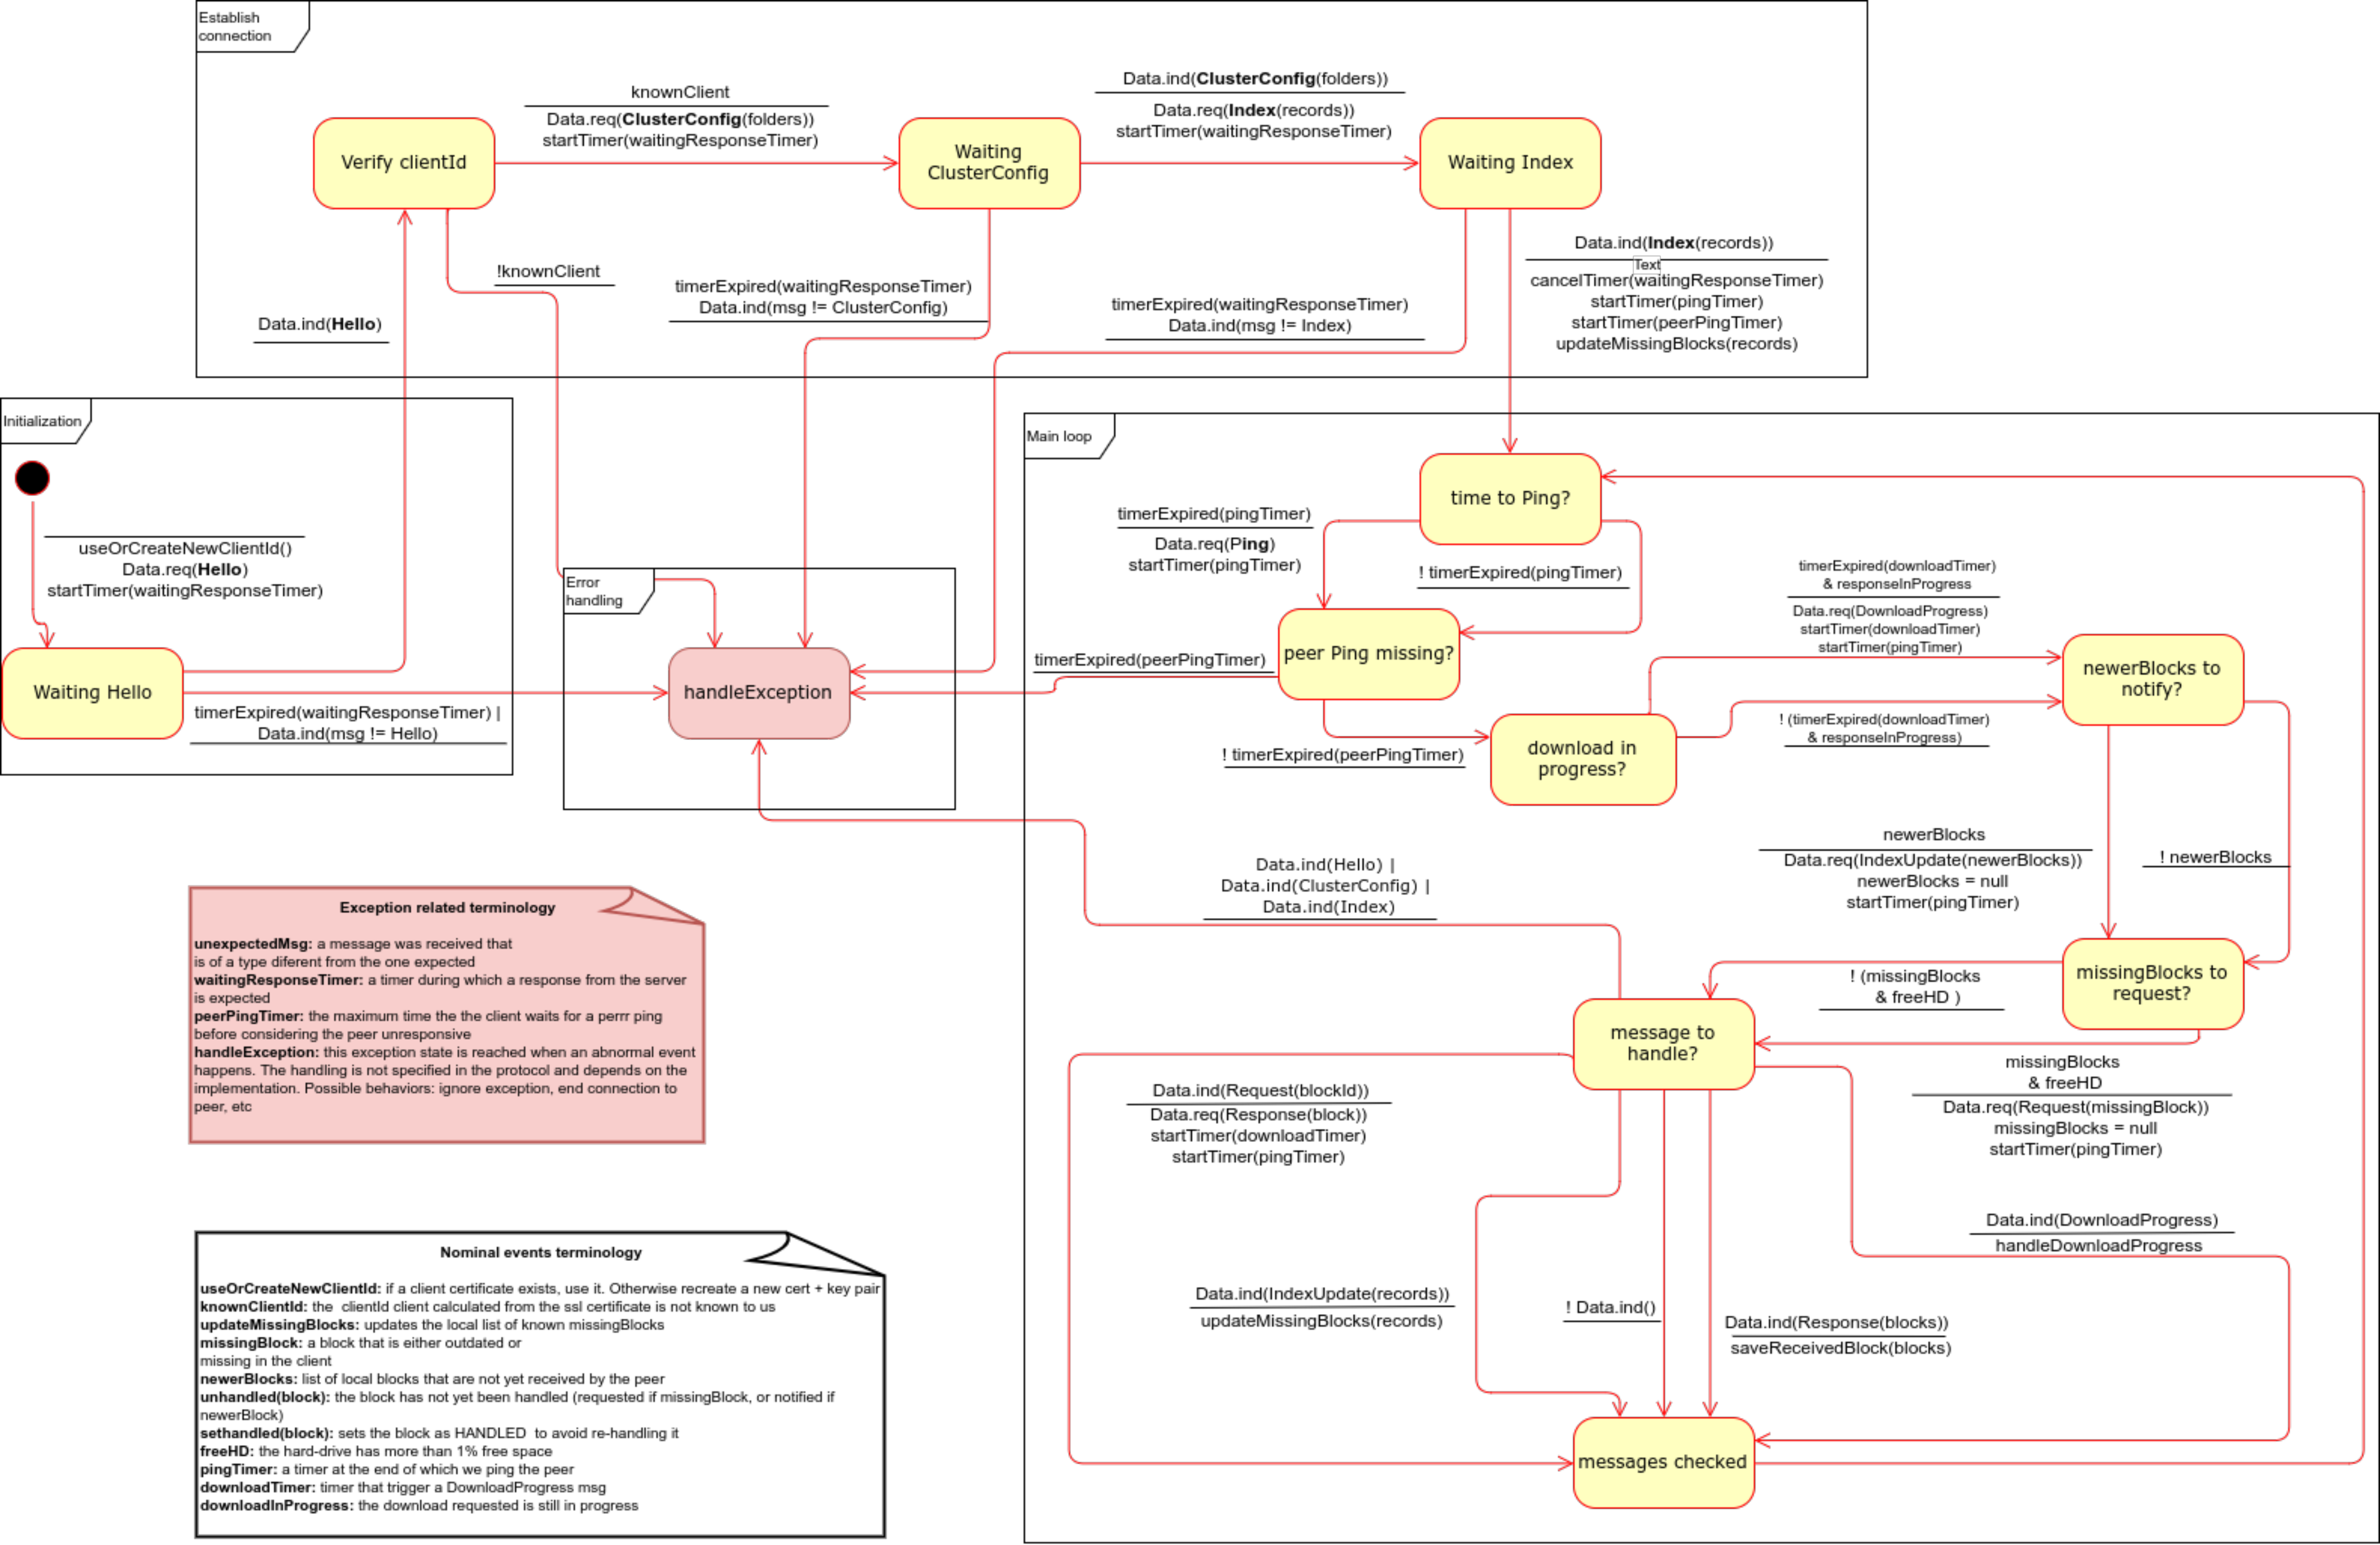 Establish
connection
knownClient
Data.req(ClusterConfig(folders))
startTimer(waitingResponseTimer)
Data.ind(ClusterConfig(folders))
Data.req(Index(records))
startTimer(waitingResponseTimer)
Verify clientId
Waiting
ClusterConfig
Waiting Index
Data.ind(Index(records))
Text
cancelTimer(waitingResponseTimer)
startTimer(pingTimer)
startTimer(peerPingTimer)
updateMissingBlocks(records)
!knownClient
timerExpired(waitingResponseTimer)
Data.ind(msg != ClusterConfig)
timerExpired(waitingResponseTimer)
Data.ind(msg != Index)
Data.ind(Hello)
Initialization
useOrCreateNewClientId()
Data.req(Hello)
startTimer(waitingResponseTimer)
Waiting Hello
timerExpired(waitingResponseTimer) |
Data.ind(msg != Hello)
Error
handling
handleException
Main loop
time to Ping?
timerExpired(pingTimer)
Data.req(Ping)
startTimer(pingTimer)
! timerExpired(pingTimer)
peer Ping missing?
timerExpired(peerPingTimer)
! timerExpired(peerPingTimer)
download in
progress?
timerExpired(downloadTimer)
& responseInProgress
Data.req(DownloadProgress)
startTimer(downloadTimer)
startTimer(pingTimer)
! (timerExpired(downloadTimer)
& responseInProgress)
newerBlocks to
notify?
newerBlocks
Data.req(IndexUpdate(newerBlocks))
newerBlocks = null
startTimer(pingTimer)
! newerBlocks
Data.ind(Hello) |
Data.ind(ClusterConfig) |
Data.ind(Index)
missingBlocks to
request?
! (missingBlocks
& freeHD )
message to
handle?
missingBlocks
& freeHD
Data.req(Request(missingBlock))
missingBlocks = null
startTimer(pingTimer)
Data.ind(Request(blockId))
Data.req(Response(block))
startTimer(downloadTimer)
startTimer(pingTimer)
Data.ind(DownloadProgress)
handleDownloadProgress
Data.ind(IndexUpdate(records))
updateMissingBlocks(records)
! Data.ind()
Data.ind(Response(blocks))
saveReceivedBlock(blocks)
messages checked
Exception related terminology
unexpectedMsg: a message was received that
is of a type diferent from the one expected
waitingResponseTimer: a timer during which a response from the server
is expected
peerPingTimer: the maximum time the the client waits for a perrr ping
before considering the peer unresponsive
handleException: this exception state is reached when an abnormal event
happens. The handling is not specified in the protocol and depends on the
implementation. Possible behaviors: ignore exception, end connection to
peer, etc
Nominal events terminology
useOrCreateNewClientId: if a client certificate exists, use it. Otherwise recreate a new cert + key pair
knownClientId: the  clientId client calculated from the ssl certificate is not known to us
updateMissingBlocks: updates the local list of known missingBlocks
missingBlock: a block that is either outdated or
missing in the client
newerBlocks: list of local blocks that are not yet received by the peer
unhandled(block): the block has not yet been handled (requested if missingBlock, or notified if
newerBlock)
sethandled(block): sets the block as HANDLED  to avoid re-handling it
freeHD: the hard-drive has more than 1% free space
pingTimer: a timer at the end of which we ping the peer
downloadTimer: timer that trigger a DownloadProgress msg
downloadInProgress: the download requested is still in progress